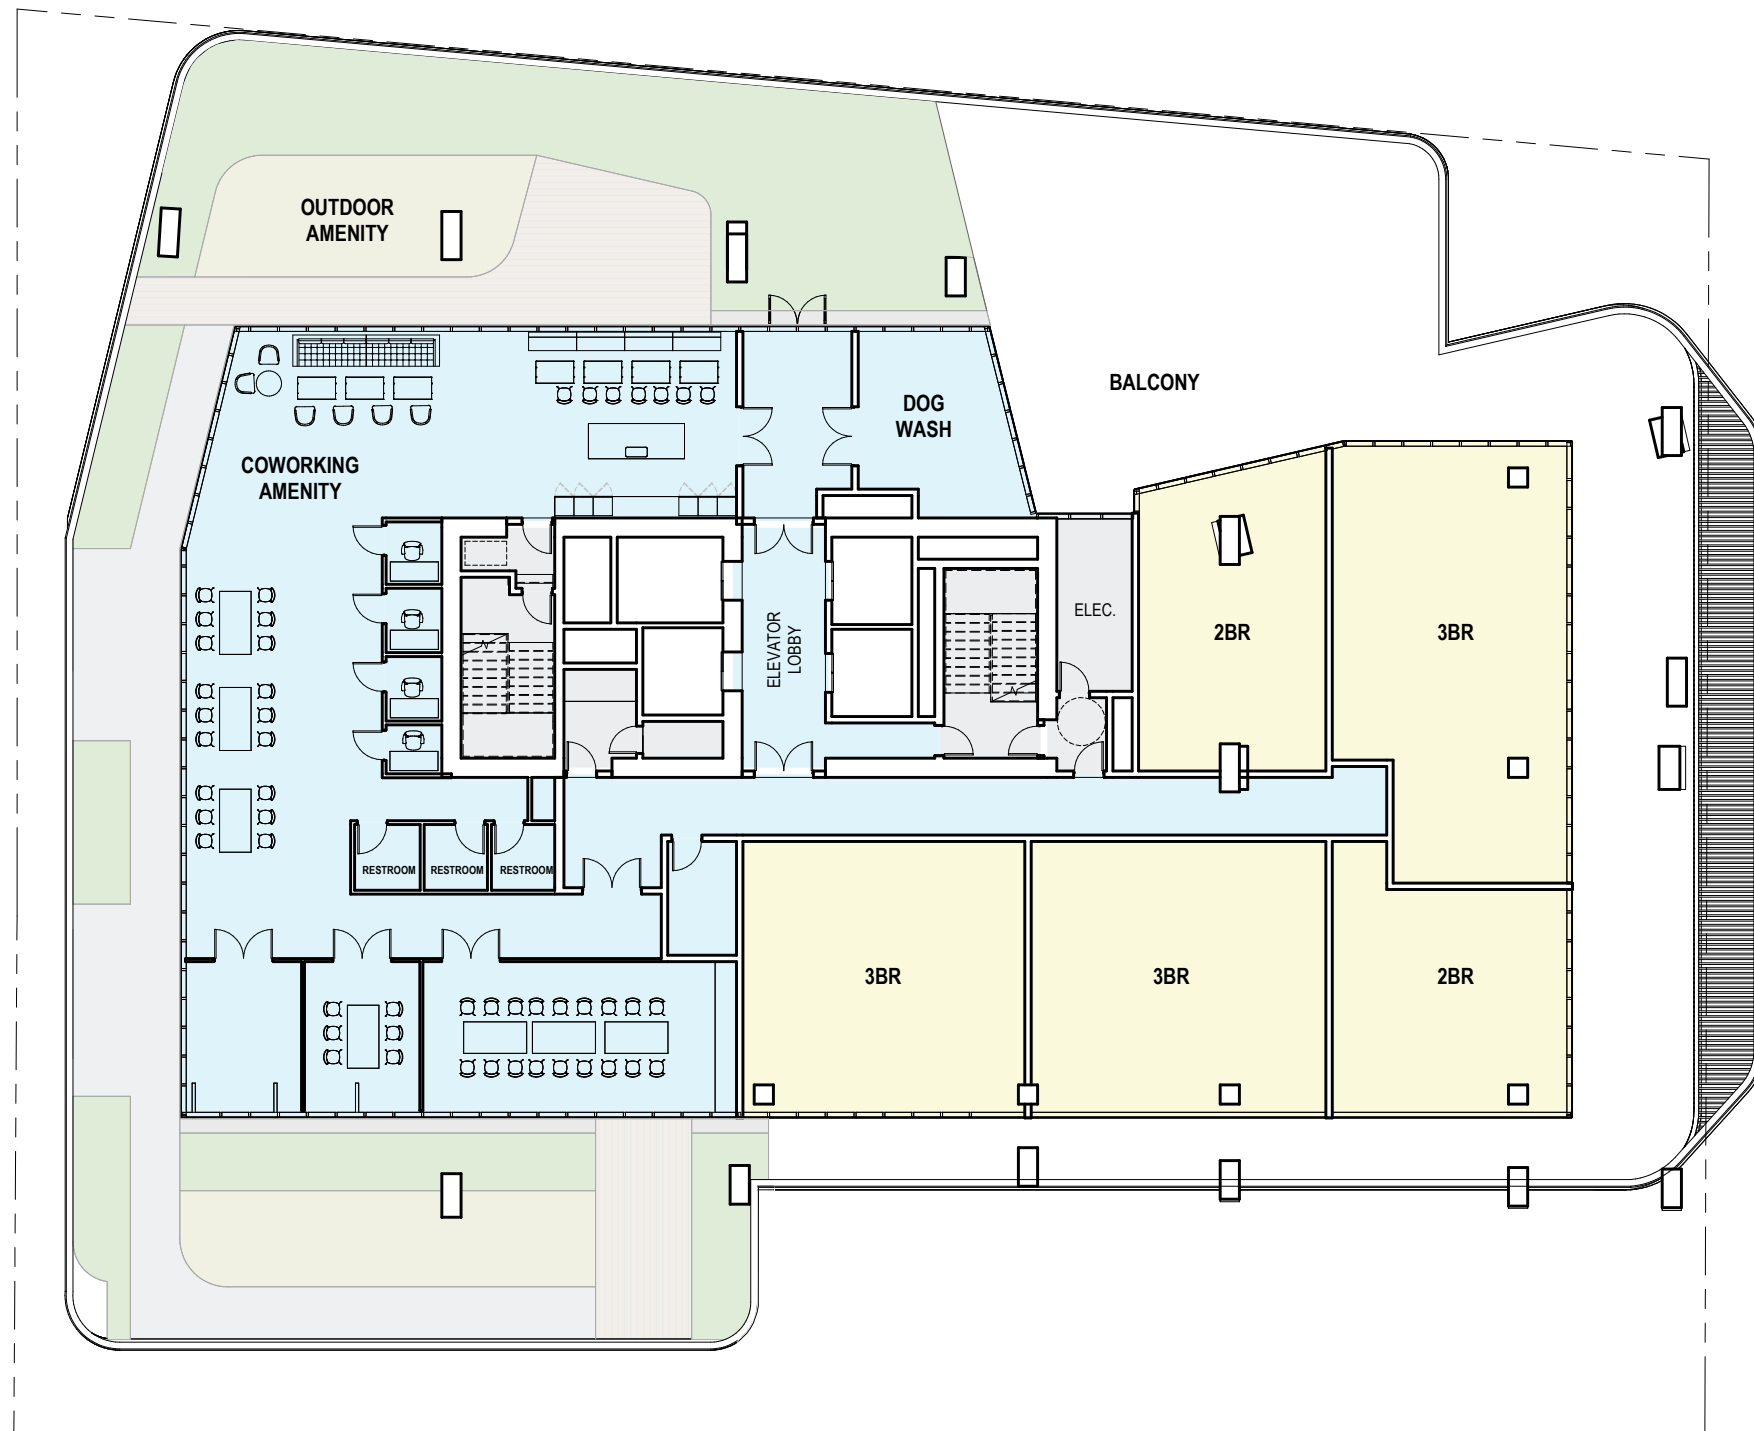 OUTDOOR
AMENITY
BALCONY
DOG
WASH
COWORKING
AMENITY
ELEVATOR
LOBBY
ELEC.
2BR
3BR
RESTROOM
RESTROOM
RESTROOM
3BR
3BR
2BR